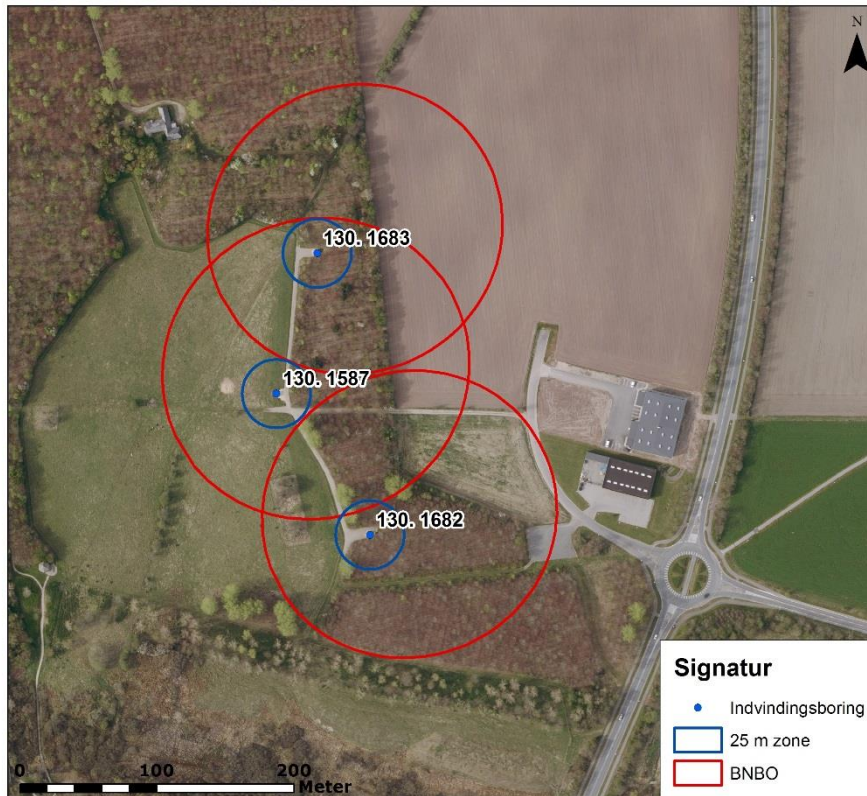 N
130. 1683
130. 1587
130. 1682
Signatur
Indvindingsboring
25 m zone
BNBO
0 100 200
Meter